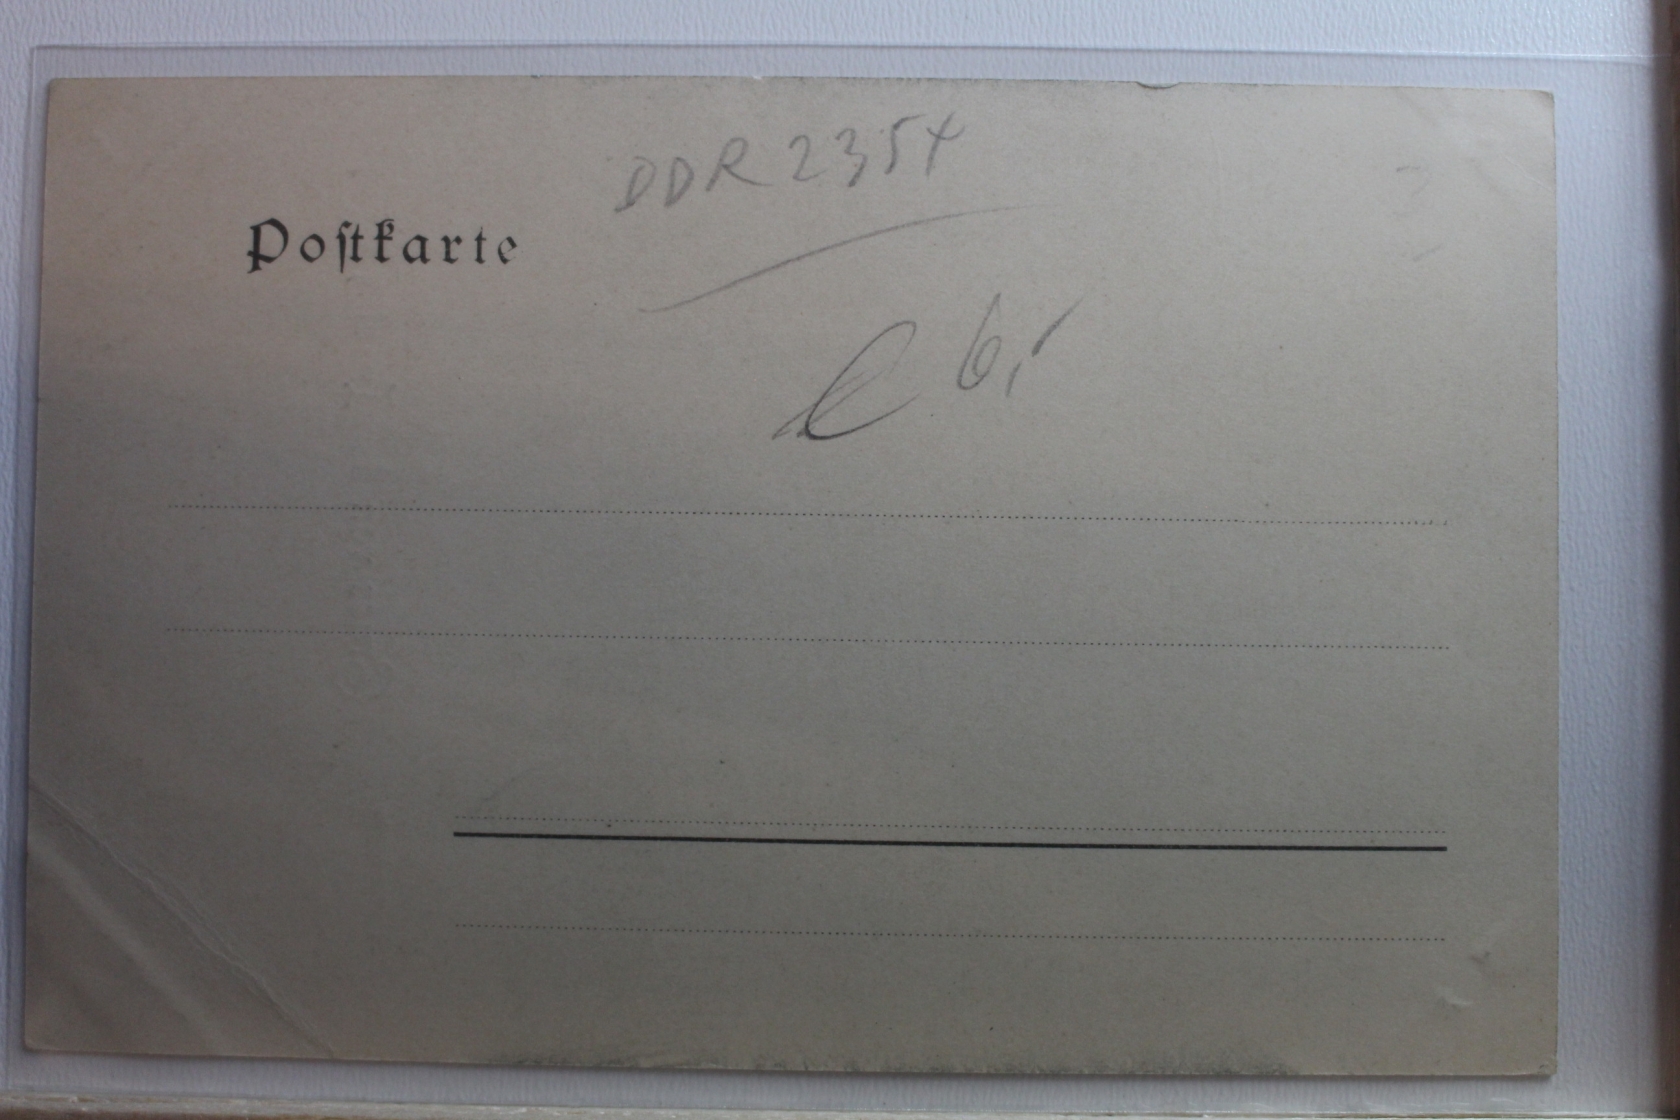 DDR 2354
Poſtkarte
6,-